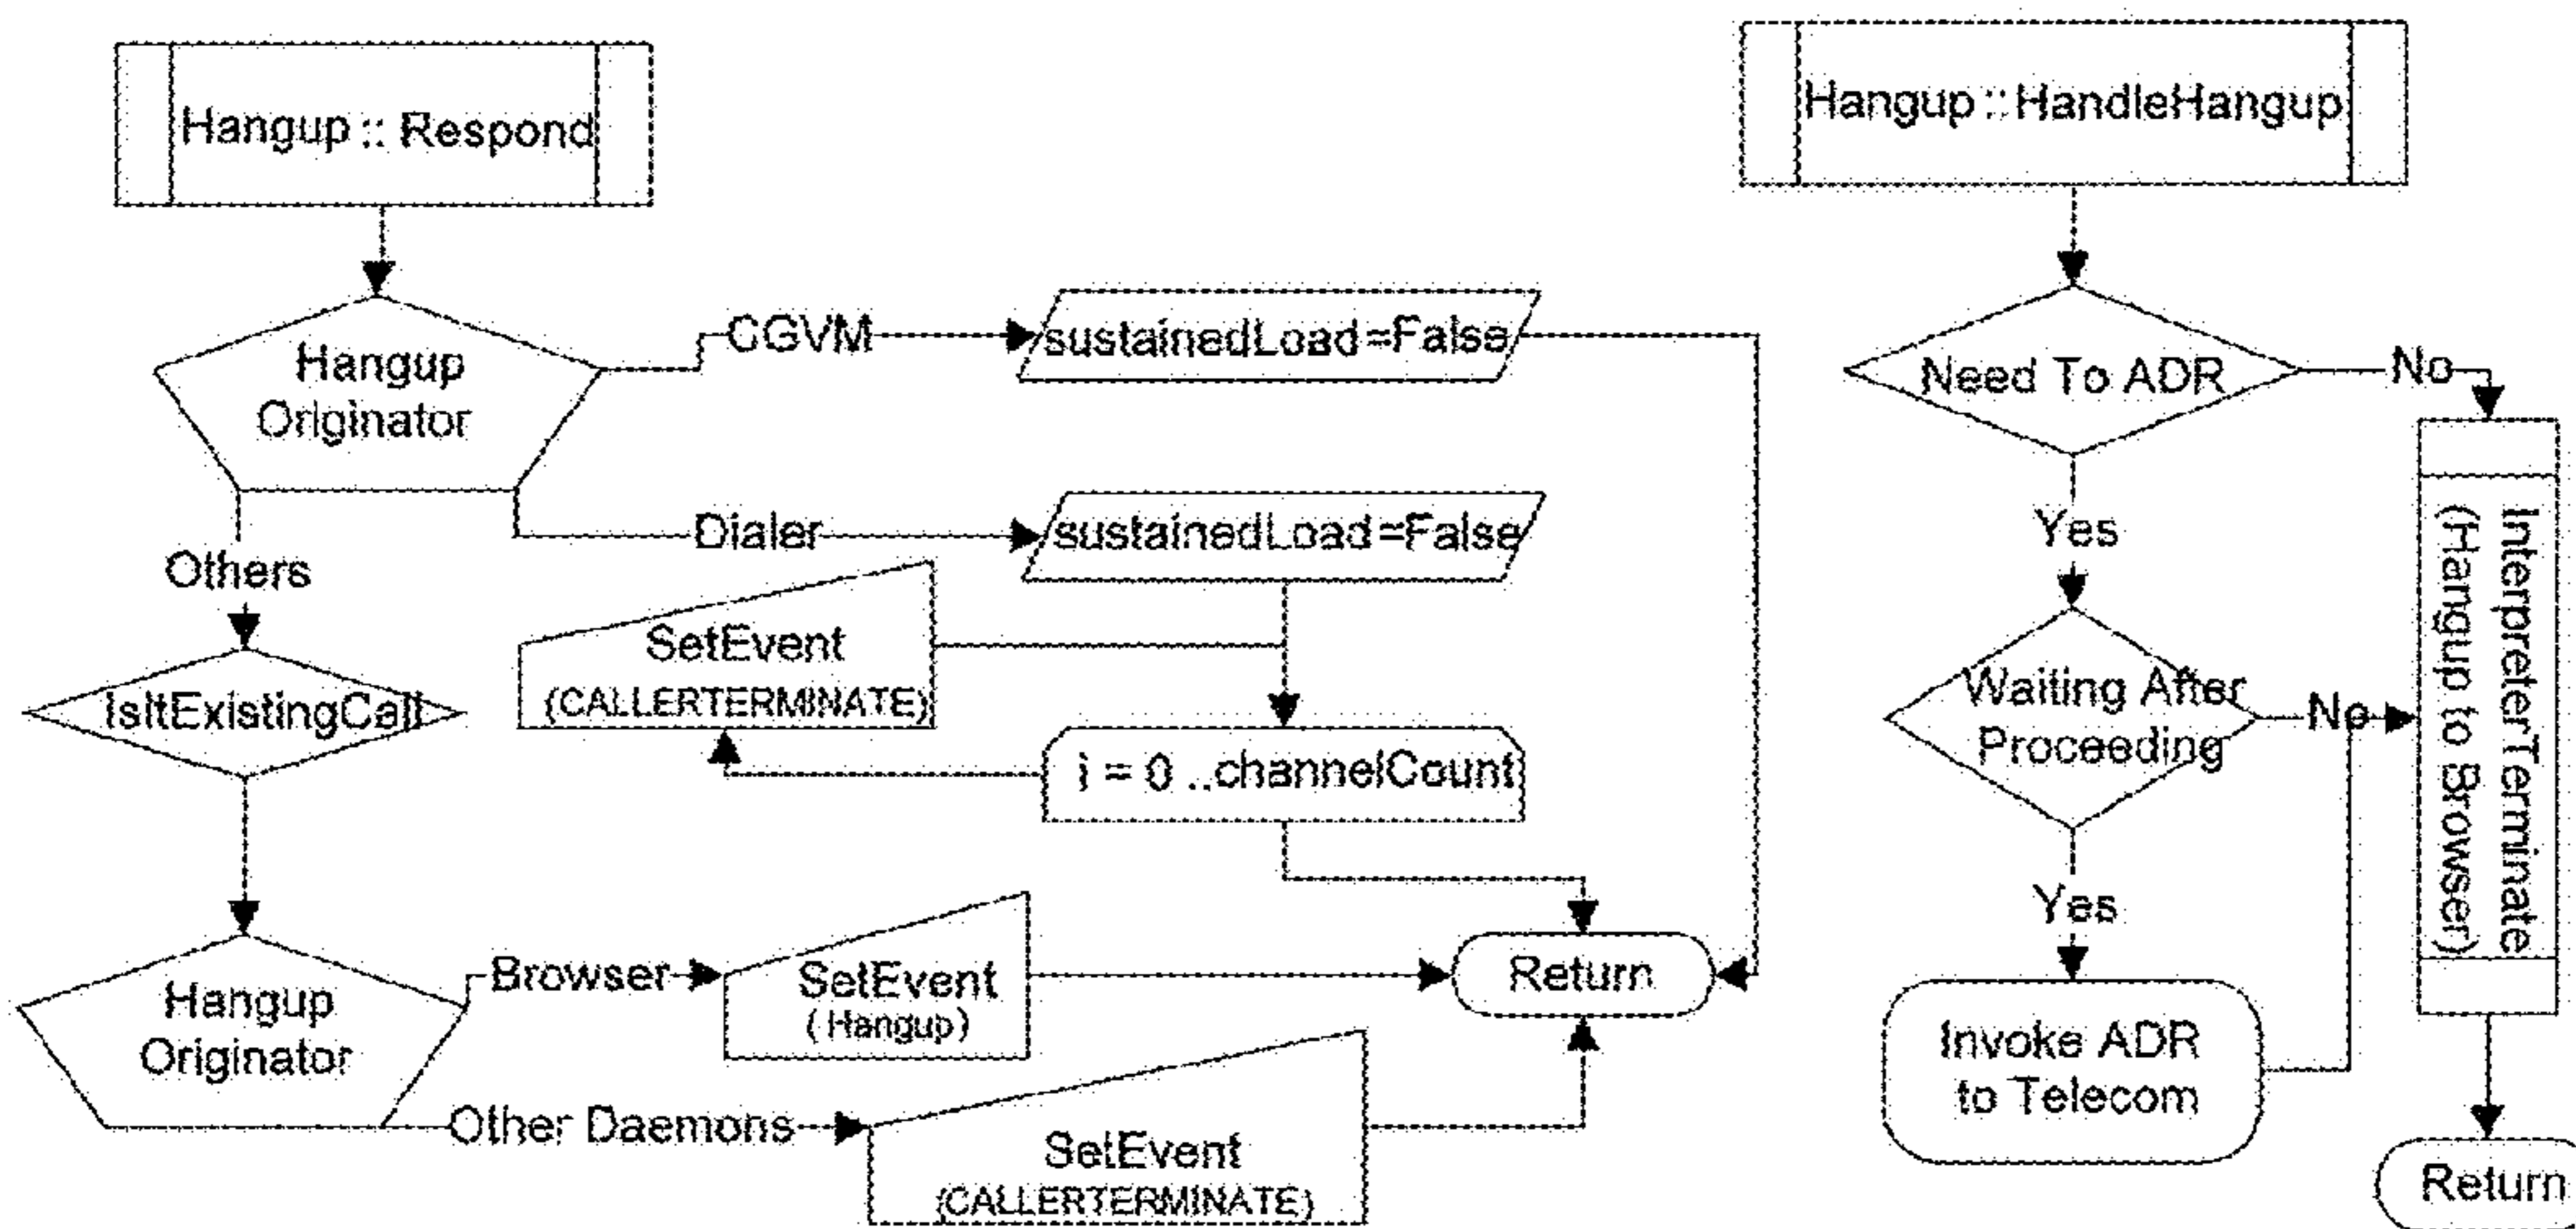 Hangup :: Respond
Hangup
Originator
CGVM
sustainedLoad=False
Dialer
sustainedLoad=False
Others
SetEvent
(CALLERTERMINATE)
IsItExistingCall
i = 0 ..channelCount
Hangup
Originator
Browser
SetEvent
(Hangup)
Return
Other Daemons
SetEvent
(CALLERTERMINATE)
Hangup :: HandleHangup
Need To ADR
No
Yes
Waiting After
Proceeding
No
Yes
Invoke ADR
to Telecom
InterpreterTerminate
(Hangup to Browser)
Return